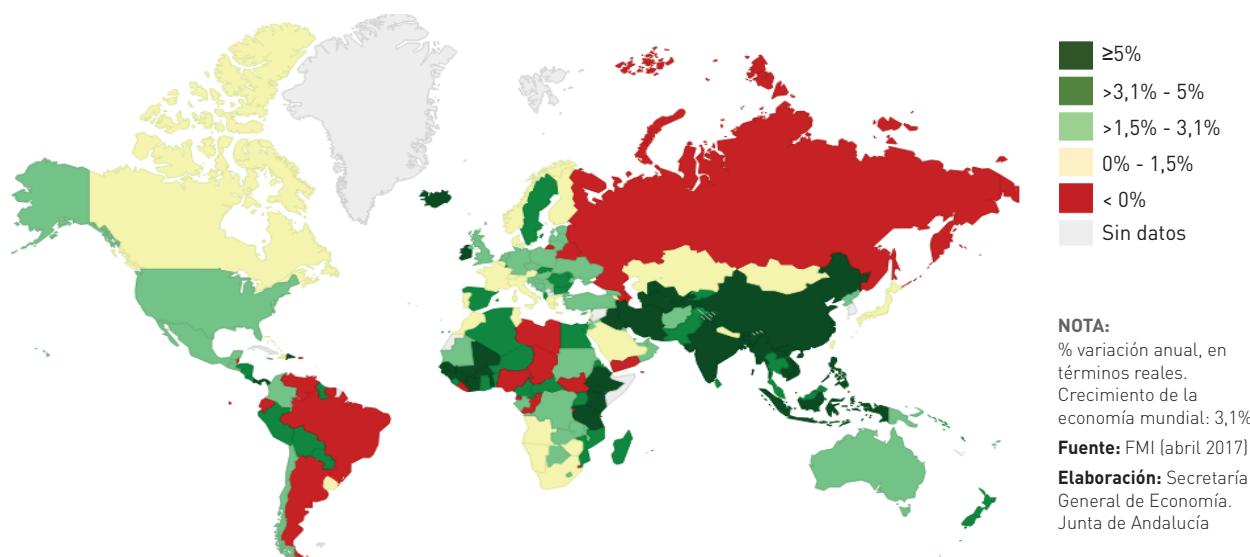 ≥5%
>3,1% - 5%
>1,5% - 3,1%
0% - 1,5%
< 0%
Sin datos
NOTA:
% variación anual, en
términos reales.
Crecimiento de la
economía mundial: 3,1%
Fuente: FMI (abril 2017)
Elaboración: Secretaría
General de Economía.
Junta de Andalucía